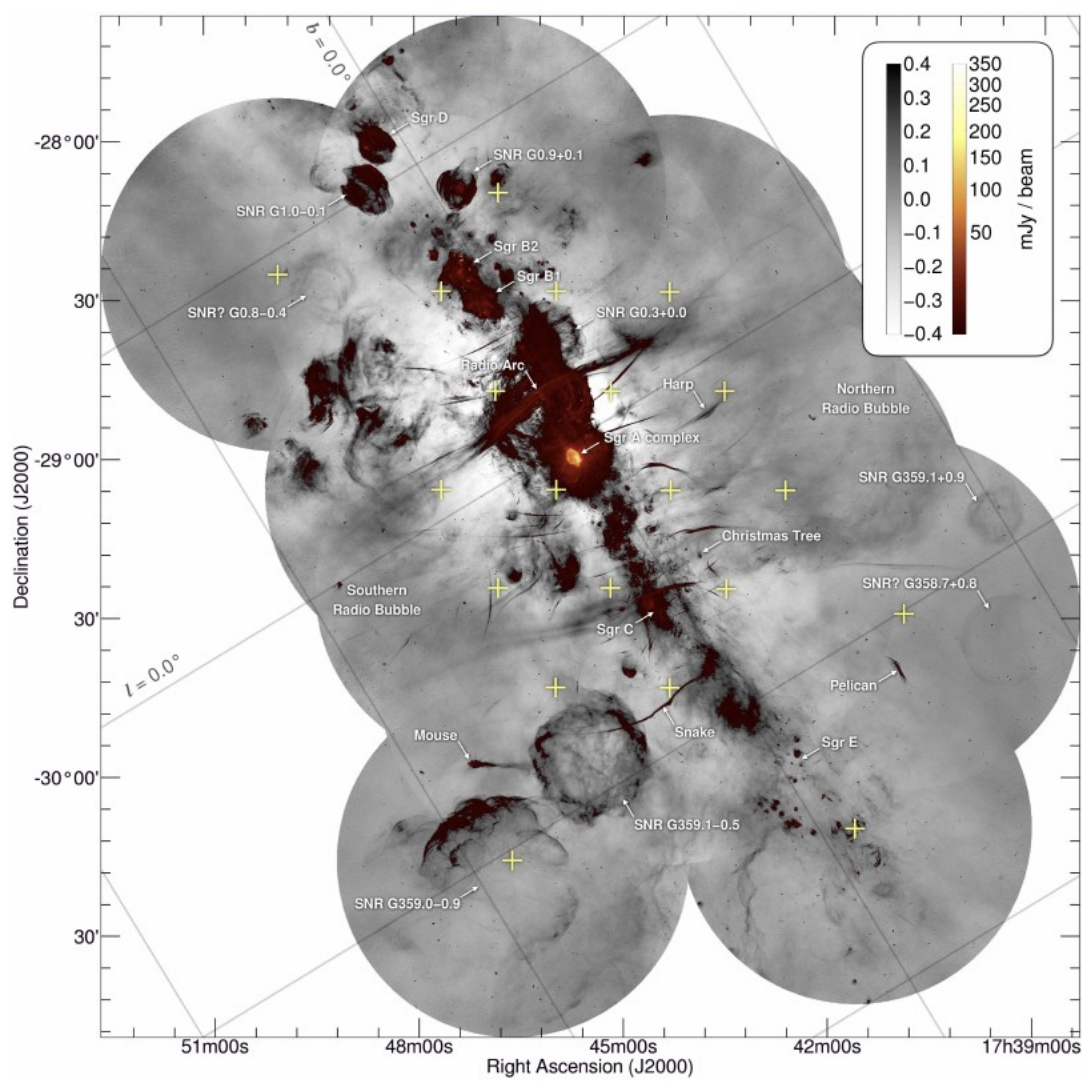 b = 0.0°
0.4
0.3
0.2
0.1
0.0
−0.1
−0.2
−0.3
−0.4
350
300
250
200
150
100
50
mJy / beam
Sgr D
-28° 00'
SNR G0.9+0.1
SNR G1.0−0.1
Sgr B2
Sgr B1
30'
SNR? G0.8−0.4
SNR G0.3+0.0
Radio Arc
Harp
Northern
Radio Bubble
Sgr A complex
-29° 00'
SNR G359.1+0.9
Christmas Tree
SNR? G358.7+0.8
Southern
Radio Bubble
30'
Sgr C
l = 0.0°
Pelican
Mouse
Snake
Sgr E
-30° 00'
SNR G359.1−0.5
SNR G359.0−0.9
30'
Declination (J2000)
51m00s
48m00s
45m00s
42m00s
17h39m00s
Right Ascension (J2000)